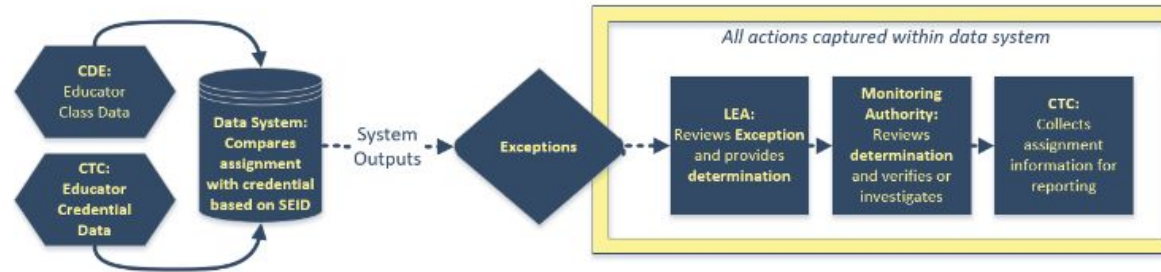 CDE:
Educator
Class Data
CTC:
Educator
Credential
Data
Data System:
Compares
assignment
with credential
based on SEID
System
Outputs
Exceptions
All actions captured within data system
LEA:
Reviews Exception
and provides
determination
Monitoring
Authority:
Reviews
determination
and verifies or
investigates
CTC:
Collects
assignment
information for
reporting